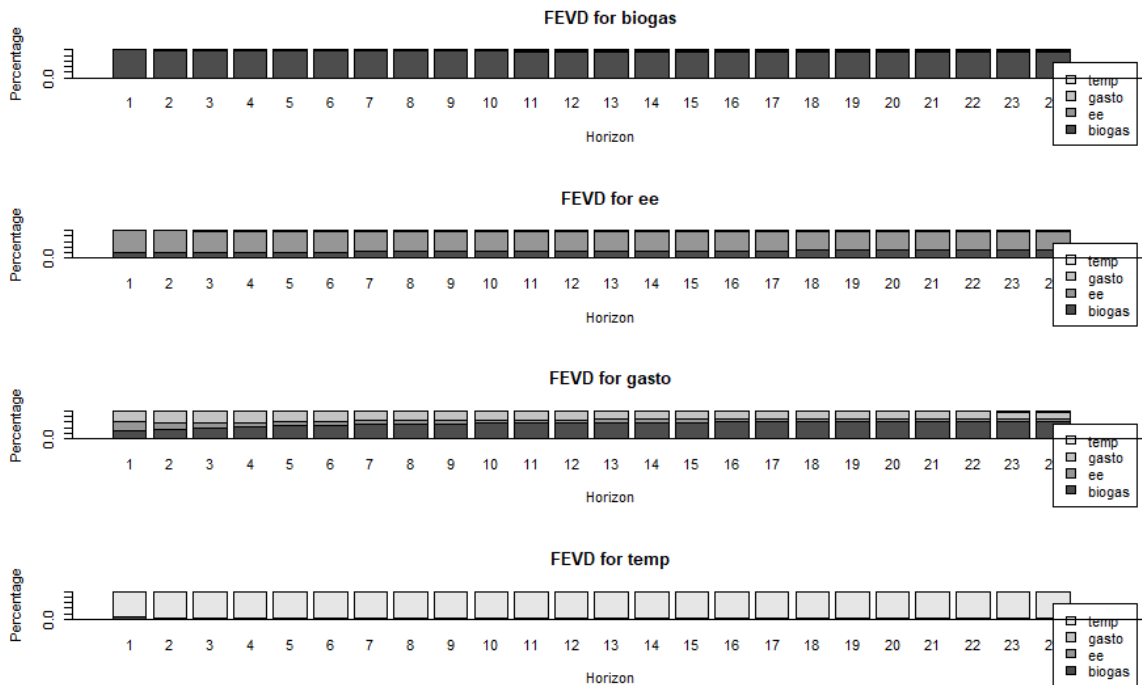 FEVD for biogas
Percentage
0.0
1 2 3 4 5 6 7 8 9 10 11 12 13 14 15 16 17 18 19 20 21 22 23 2
Horizon
temp
gasto
ee
biogas
FEVD for ee
Percentage
0.0
1 2 3 4 5 6 7 8 9 10 11 12 13 14 15 16 17 18 19 20 21 22 23 2
Horizon
temp
gasto
ee
biogas
FEVD for gasto
Percentage
0.0
1 2 3 4 5 6 7 8 9 10 11 12 13 14 15 16 17 18 19 20 21 22 23 2
Horizon
temp
gasto
ee
biogas
FEVD for temp
Percentage
0.0
1 2 3 4 5 6 7 8 9 10 11 12 13 14 15 16 17 18 19 20 21 22 23 2
Horizon
temp
gasto
ee
biogas